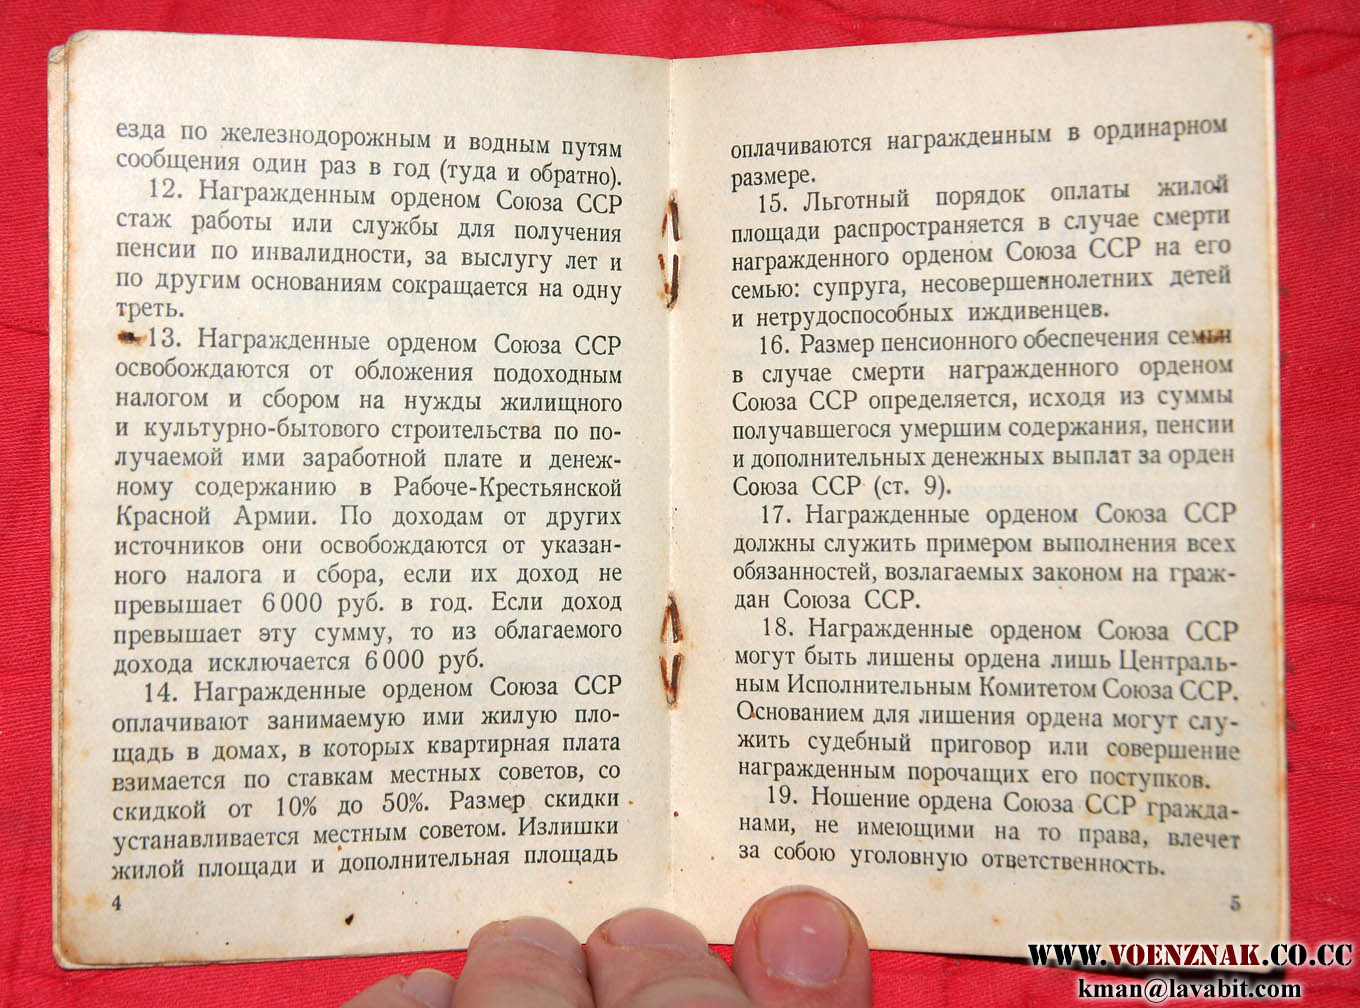 езда по железнодорожным и водным путям
сообщения один раз в год (туда и обратно).
12. Награжденным орденом Союза ССР
стаж работы или службы для получения
пенсии по инвалидности, за выслугу лет и
по другим основаниям сокращается на одну
треть.
13. Награжденные орденом Союза ССР
освобождаются от обложения подоходным
налогом и сбором на нужды жилищного
и культурно-бытового строительства по по-
лучаемой ими заработной плате и денеж-
ному содержанию в Рабоче-Крестьянской
Красной Армии. По доходам от других
источников они освобождаются от указан-
ного налога и сбора, если их доход не
превышает 6 000 руб. в год. Если доход
превышает эту сумму, то из облагаемого
дохода исключается 6 000 руб.
14. Награжденные орденом Союза ССР
оплачивают занимаемую ими жилую пло-
щадь в домах, в которых квартирная плата
взимается по ставкам местных советов, со
скидкой от 10% до 50%. Размер скидки
устанавливается местным советом. Излишки
жилой площади и дополнительная площадь
4
оплачиваются награжденным в ординарном
размере.
15. Льготный порядок оплаты жилой
площади распространяется в случае смерти
награжденного орденом Союза ССР на его
семью: супруга, несовершеннолетних детей
и нетрудоспособных иждивенцев.
16. Размер пенсионного обеспечения семьи
в случае смерти награжденного орденом
Союза ССР определяется, исходя из суммы
получавшегося умершим содержания, пенсии
и дополнительных денежных выплат за орден
Союза ССР (ст. 9).
17. Награжденные орденом Союза ССР
должны служить примером выполнения всех
обязанностей, возлагаемых законом на граж-
дан Союза ССР.
18. Награжденные орденом Союза ССР
могут быть лишены ордена лишь Централь-
ным Исполнительным Комитетом Союза ССР.
Основанием для лишения ордена могут слу-
жить судебный приговор или совершение
награжденным порочащих его поступков.
19. Ношение ордена Союза ССР гражда-
нами, не имеющими на то права, влечет
за собою уголовную ответственность.
5
WWW.VOENZNAK.CO.CC
kman@lavabit.com